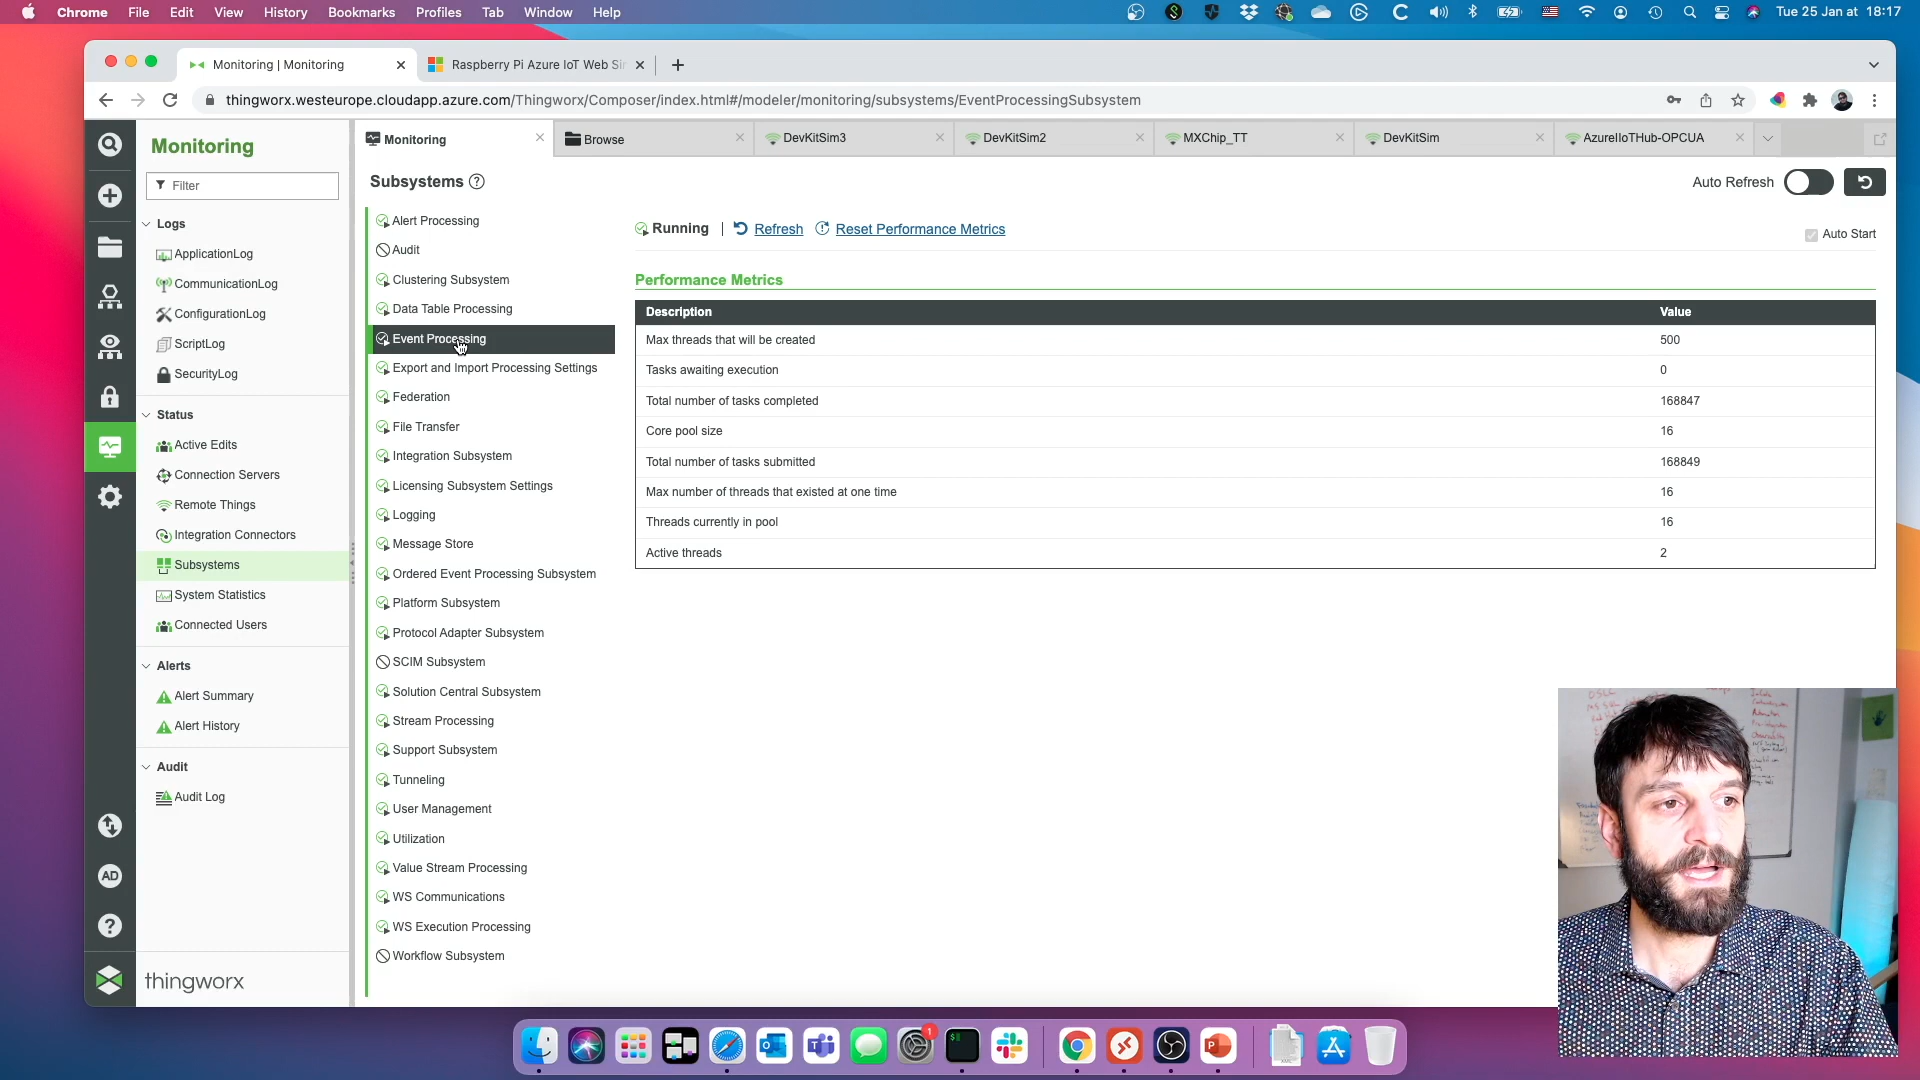 Chrome File Edit View History Bookmarks Profiles Tab Window Help
Tue 25 Jan at 18:17
Monitoring | Monitoring
Raspberry Pi Azure IoT Web Si
thingworx.westeurope.cloudapp.azure.com/Thingworx/Composer/index.html#/modeler/monitoring/subsystems/EventProcessingSubsystem
Monitoring
Browse
DevKitSim3
DevKitSim2
MXChip_TT
DevKitSim
AzureIIoTHub-OPCUA
Monitoring
Filter
Logs
ApplicationLog
CommunicationLog
ConfigurationLog
ScriptLog
SecurityLog
Status
Active Edits
Connection Servers
Remote Things
Integration Connectors
Subsystems
System Statistics
Connected Users
Alerts
Alert Summary
Alert History
Audit
Audit Log
AD
thingworx
Subsystems
Auto Refresh
Alert Processing
Audit
Clustering Subsystem
Data Table Processing
Event Processing
Export and Import Processing Settings
Federation
File Transfer
Integration Subsystem
Licensing Subsystem Settings
Logging
Message Store
Ordered Event Processing Subsystem
Platform Subsystem
Protocol Adapter Subsystem
SCIM Subsystem
Solution Central Subsystem
Stream Processing
Support Subsystem
Tunneling
User Management
Utilization
Value Stream Processing
WS Communications
WS Execution Processing
Workflow Subsystem
Running | Refresh Reset Performance Metrics
Auto Start
Performance Metrics
Description Value
Max threads that will be created 500
Tasks awaiting execution 0
Total number of tasks completed 168847
Core pool size 16
Total number of tasks submitted 168849
Max number of threads that existed at one time 16
Threads currently in pool 16
Active threads 2
1